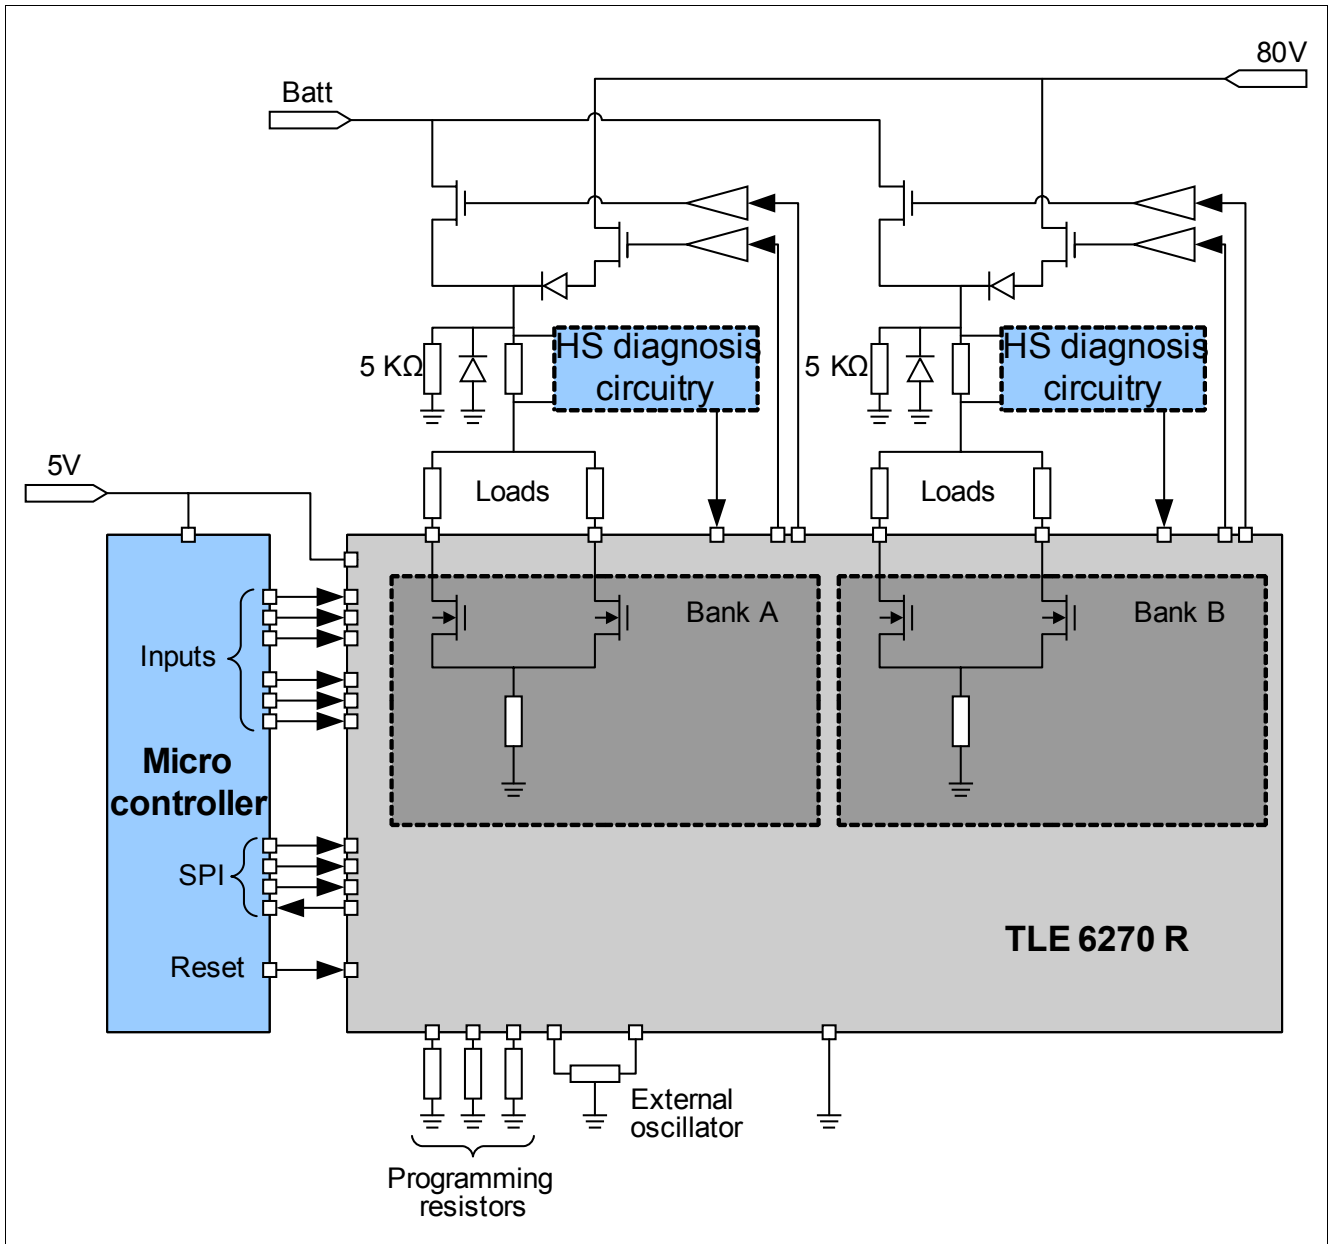 80V
Batt
5 KΩ
HS diagnosis
circuitry
5 KΩ
HS diagnosis
circuitry
5V
Loads
Loads
Bank A
Bank B
Inputs
Micro
controller
SPI
TLE 6270 R
Reset
External
oscillator
Programming
resistors